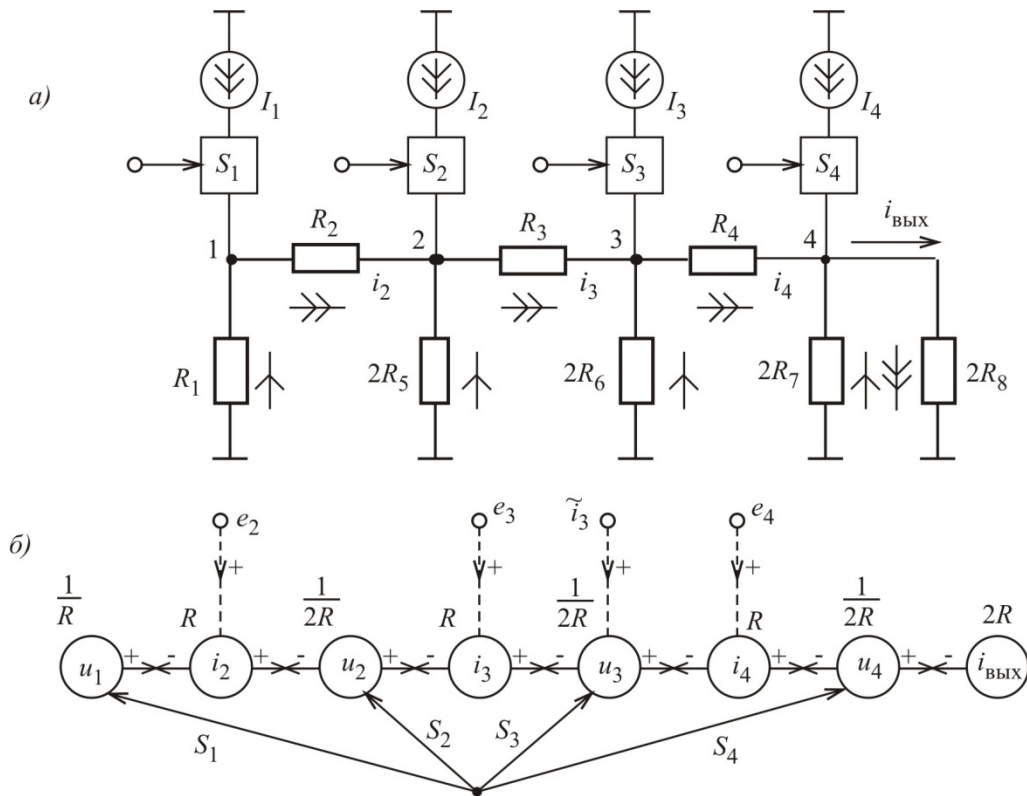 а)
I₁ I₂ I₃ I₄
S₁ S₂ S₃ S₄
i_вых
1 R₂ 2 R₃ 3 R₄ 4
i₂ i₃ i₄
R₁ 2R₅ 2R₆ 2R₇ 2R₈
б)
e₂ e₃ ĩ₃ e₄
1/R R 1/2R R 1/2R R 1/2R 2R
+ + + +
u₁ + - i₂ + - u₂ + - i₃ + - u₃ + - i₄ + - u₄ + - i_вых
S₁ S₂ S₃ S₄